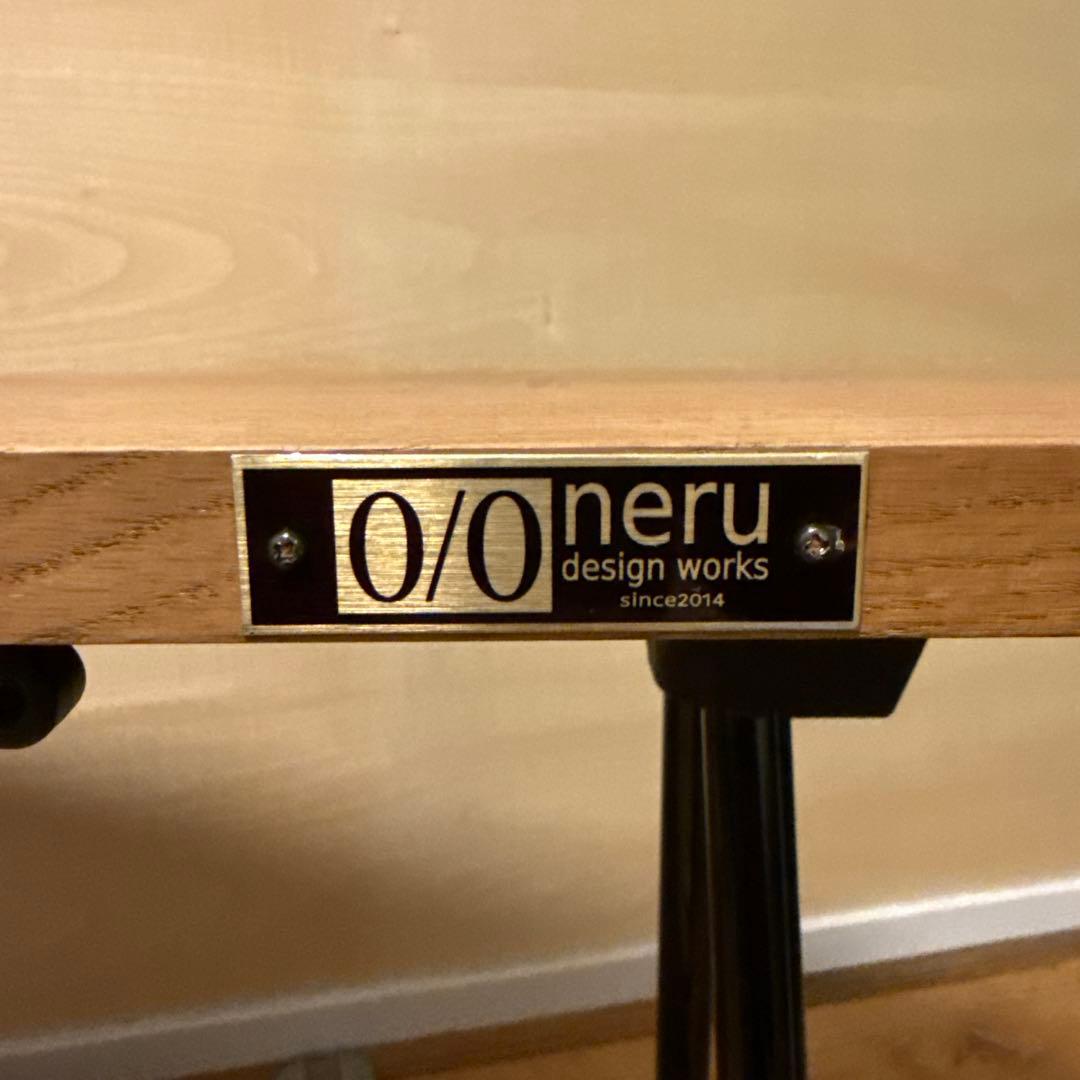 0/0
neru
design works
since2014